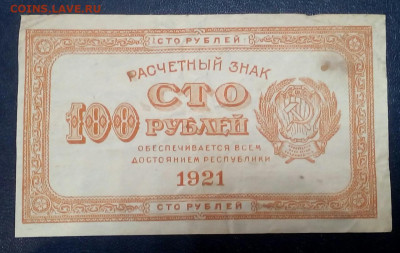 COINS.LAVE.RU
СТО РУБЛЕЙ
РАСЧЕТНЫЙ ЗНАК
СТО
100 РУБЛЕЙ
ОБЕСПЕЧИВАЕТСЯ ВСЕМ
ДОСТОЯНИЕМ РЕСПУБЛИКИ
1921
СТО РУБЛЕЙ